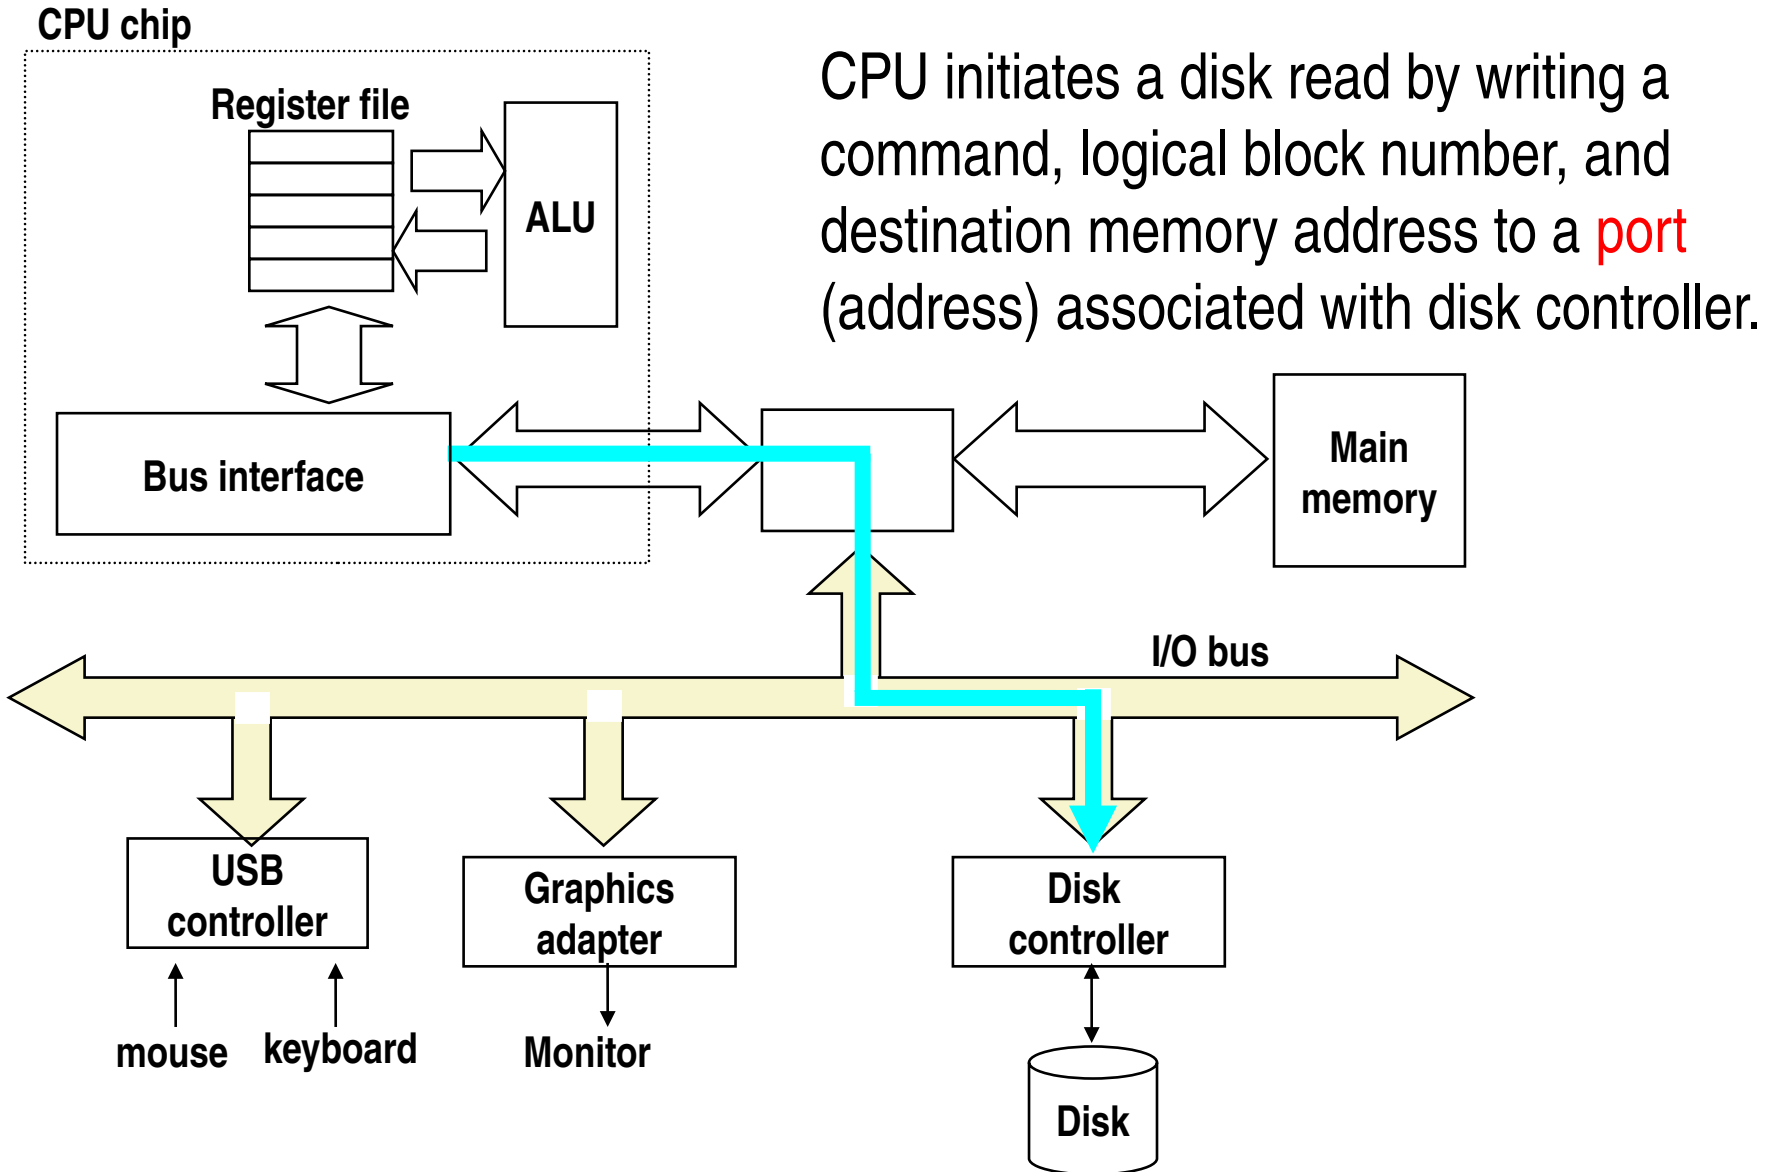 CPU chip
CPU initiates a disk read by writing a
command, logical block number, and
destination memory address to a port
(address) associated with disk controller.
Register file
ALU
Bus interface
Main
memory
I/O bus
USB
controller
Graphics
adapter
Disk
controller
mouse
keyboard
Monitor
Disk